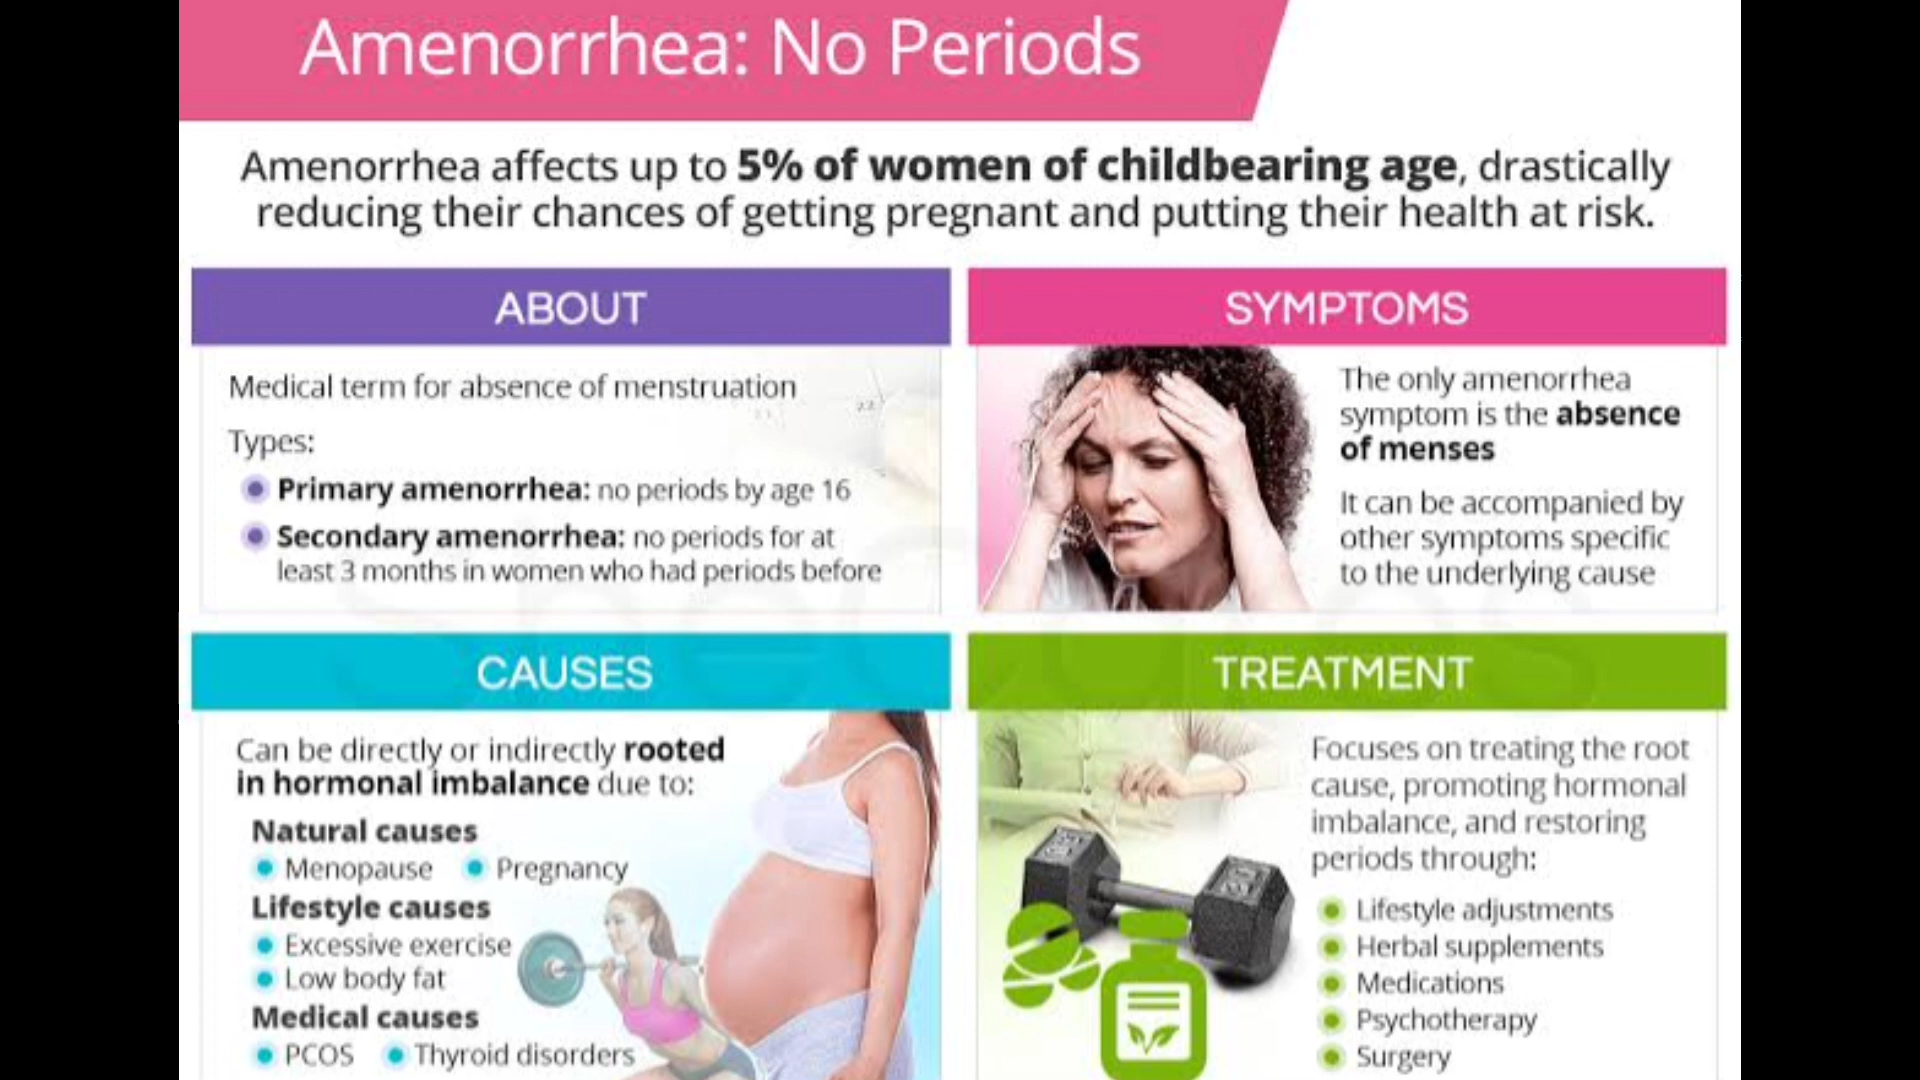 Amenorrhea: No Periods
Amenorrhea affects up to 5% of women of childbearing age, drastically
reducing their chances of getting pregnant and putting their health at risk.
ABOUT
Medical term for absence of menstruation
Types:
Primary amenorrhea: no periods by age 16
Secondary amenorrhea: no periods for at
least 3 months in women who had periods before
SYMPTOMS
The only amenorrhea
symptom is the absence
of menses
It can be accompanied by
other symptoms specific
to the underlying cause
CAUSES
Can be directly or indirectly rooted
in hormonal imbalance due to:
Natural causes
Menopause
Pregnancy
Lifestyle causes
Excessive exercise
Low body fat
Medical causes
PCOS
Thyroid disorders
TREATMENT
Focuses on treating the root
cause, promoting hormonal
imbalance, and restoring
periods through:
Lifestyle adjustments
Herbal supplements
Medications
Psychotherapy
Surgery